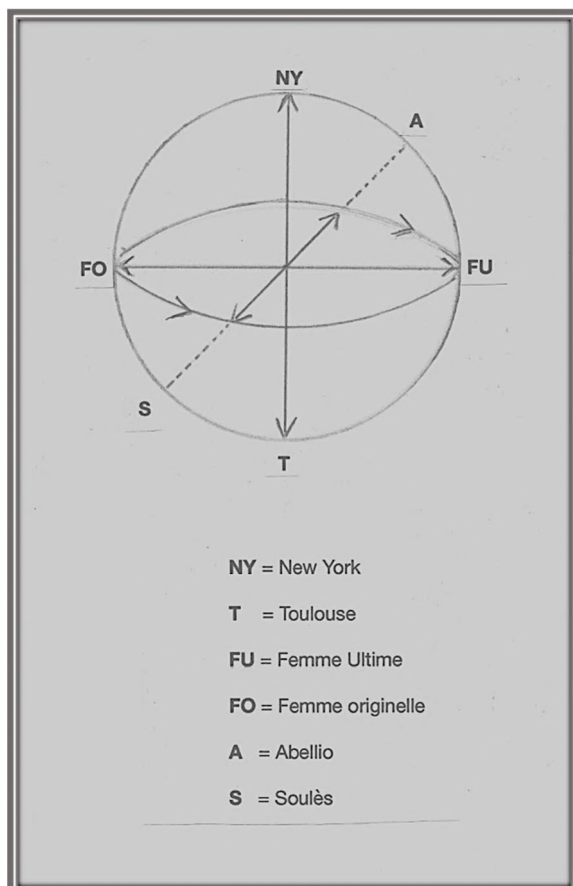 NY
A
FO
FU
S
T
NY = New York
T = Toulouse
FU = Femme Ultime
FO = Femme originelle
A = Abellio
S = Soulès